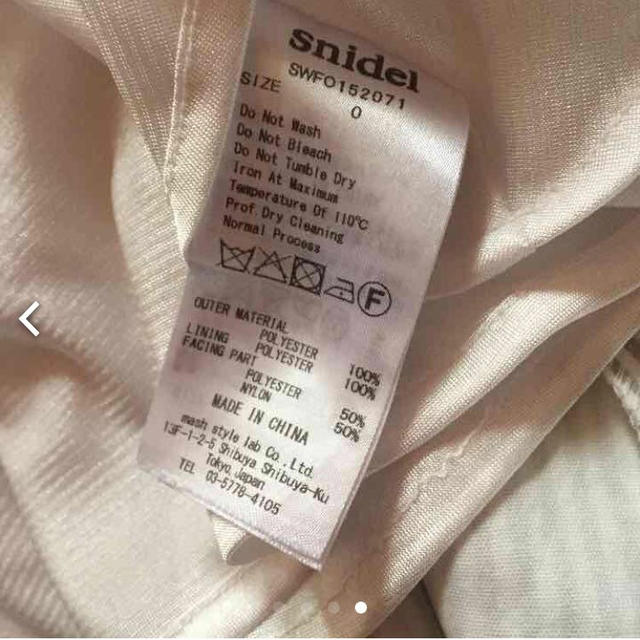 Snidel
SWFO152071
SIZE 0
Do Not Wash
Do Not Bleach
Do Not Tumble Dry
Iron At Maximum
Temperature Of 110℃
Prof.Dry Cleaning
Normal Process
F
OUTER MATERIAL
POLYESTER 100%
LINING POLYESTER 100%
FACING PART
POLYESTER 50%
NYLON 50%
MADE IN CHINA
mash style lab Co.,Ltd.
13F-1-2-5 Shibuya Shibuya-Ku
Tokyo,Japan
TEL 03-5778-4105